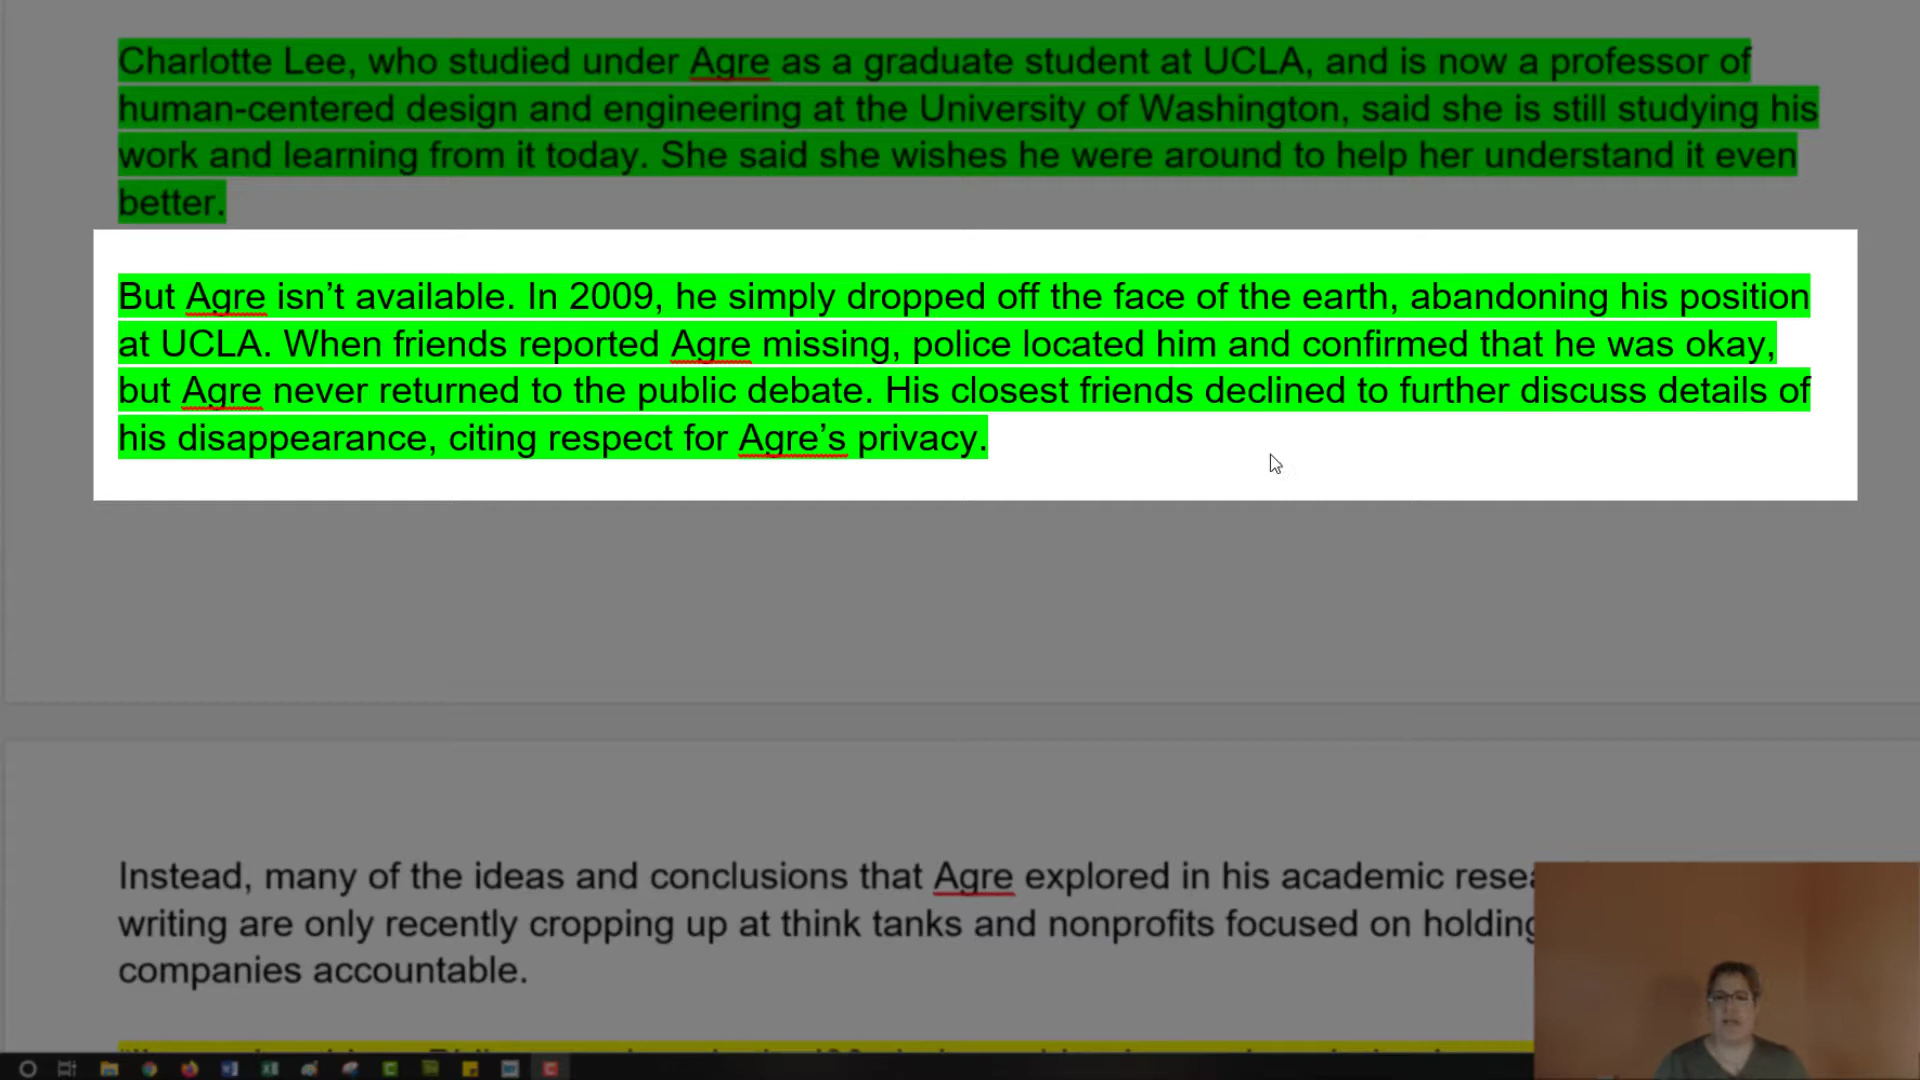 Charlotte Lee, who studied under Agre as a graduate student at UCLA, and is now a professor of
human-centered design and engineering at the University of Washington, said she is still studying his
work and learning from it today. She said she wishes he were around to help her understand it even
better.
But Agre isn’t available. In 2009, he simply dropped off the face of the earth, abandoning his position
at UCLA. When friends reported Agre missing, police located him and confirmed that he was okay,
but Agre never returned to the public debate. His closest friends declined to further discuss details of
his disappearance, citing respect for Agre’s privacy.
Instead, many of the ideas and conclusions that Agre explored in his academic
writing are only recently cropping up at think tanks and nonprofits focused on holding
companies accountable.